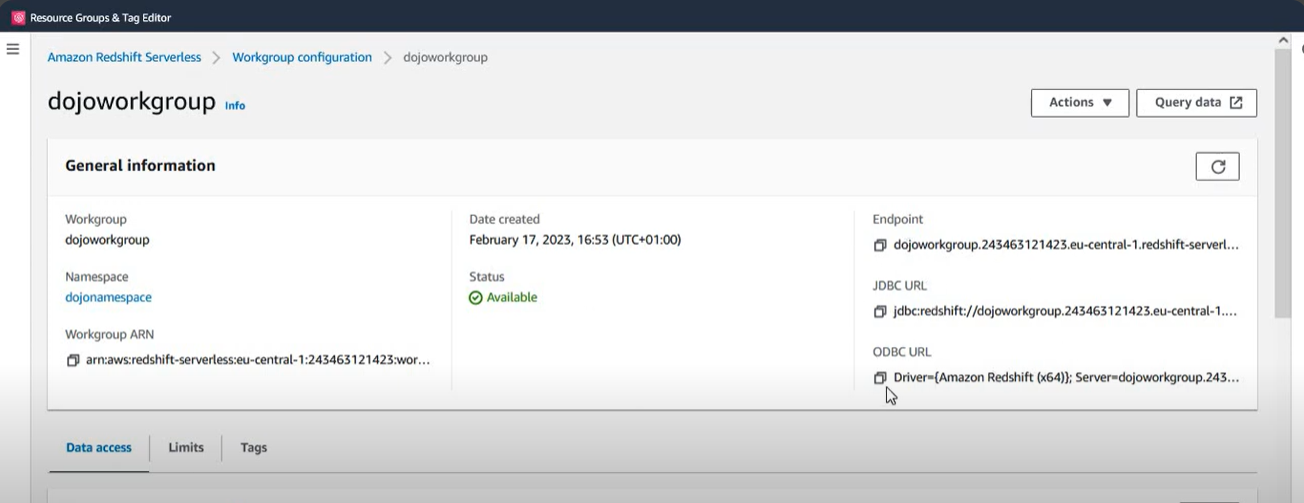 Resource Groups & Tag Editor
Amazon Redshift Serverless > Workgroup configuration > dojoworkgroup
dojoworkgroup Info
Actions ▼ Query data
General information
Workgroup
dojoworkgroup
Namespace
dojonamespace
Workgroup ARN
arn:aws:redshift-serverless:eu-central-1:243463121423:wor...
Date created
February 17, 2023, 16:53 (UTC+01:00)
Status
Available
Endpoint
dojoworkgroup.243463121423.eu-central-1.redshift-serverl...
JDBC URL
jdbc:redshift://dojoworkgroup.243463121423.eu-central-1....
ODBC URL
Driver={Amazon Redshift (x64)}; Server=dojoworkgroup.243...
Data access Limits Tags